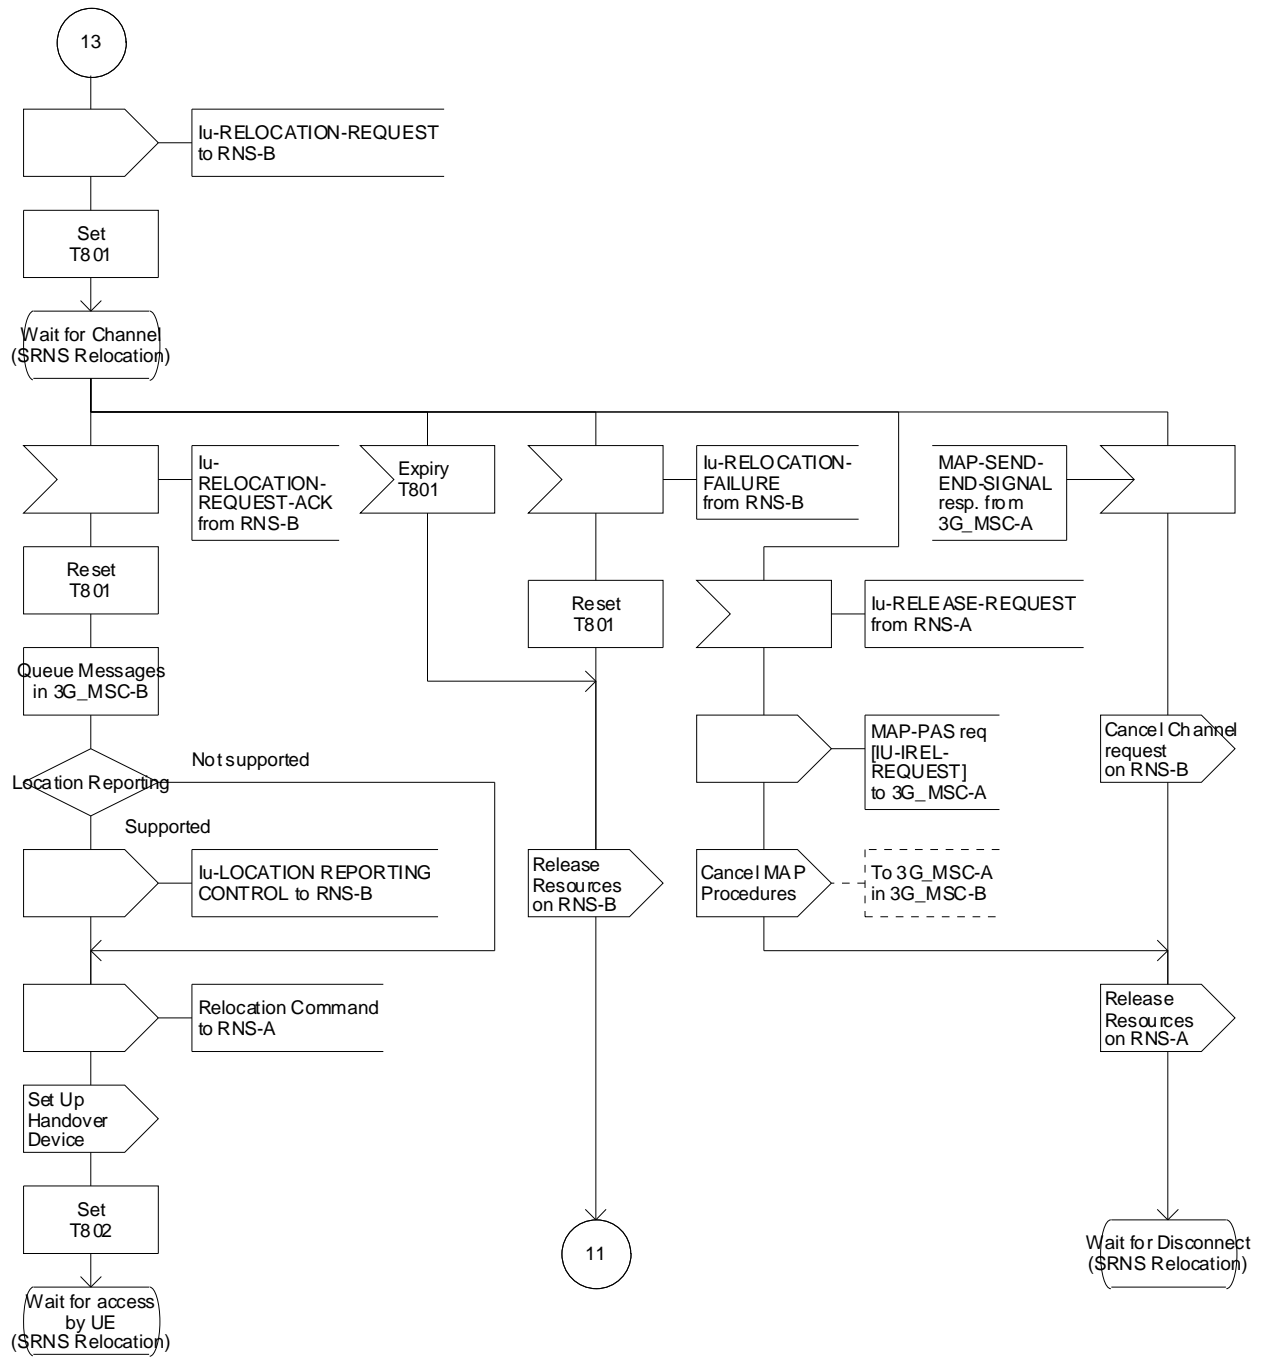 13
Iu-RELOCATION-REQUEST
to RNS-B
Set
T801
Wait for Channel
(SRNS Relocation)
Iu-
RELOCATION-
REQUEST-ACK
from RNS-B
Expiry
T801
Iu-RELOCATION-
FAILURE
from RNS-B
MAP-SEND-
END-SIGNAL
resp. from
3G_MSC-A
Reset
T801
Reset
T801
Iu-RELEASE-REQUEST
from RNS-A
Queue Messages
in 3G_MSC-B
MAP-PAS req
[IU-IREL-
REQUEST]
to 3G_MSC-A
Cancel Channel
request
on RNS-B
Not supported
Location Reporting
Supported
Iu-LOCATION REPORTING
CONTROL to RNS-B
Release
Resources
on RNS-B
Cancel MAP
Procedures
To 3G_MSC-A
in 3G_MSC-B
Relocation Command
to RNS-A
Release
Resources
on RNS-A
Set Up
Handover
Device
Set
T802
11
Wait for Disconnect
(SRNS Relocation)
Wait for access
by UE
(SRNS Relocation)